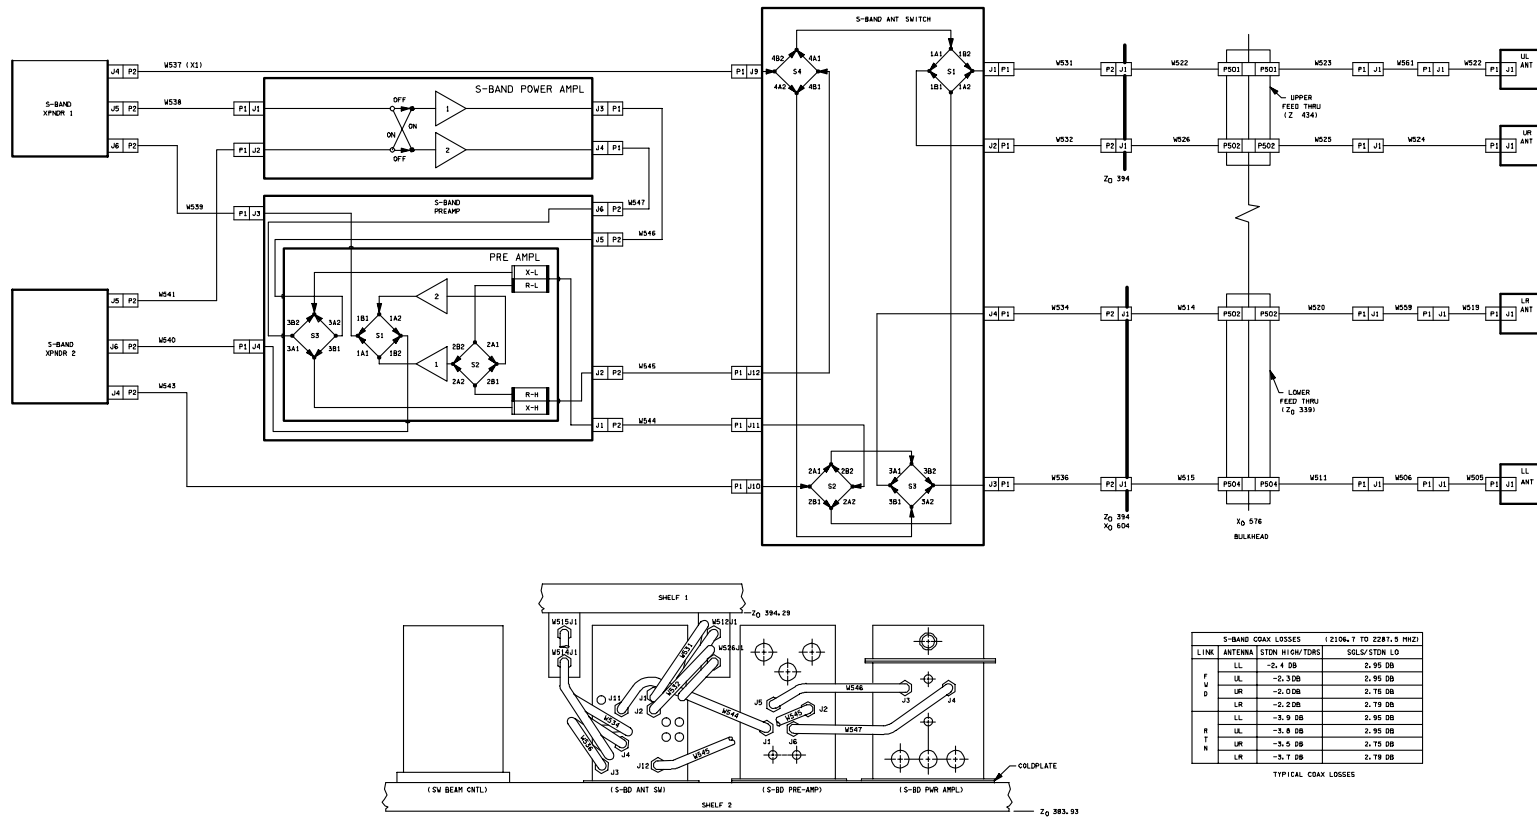 S-BAND ANT SWITCH
J4 P2 W537 (X1) P1 J9
4B2 4A1
S4
4A2 4B1
1A1 1B2
S1
1B1 1A2
J1 P1 W531 P2 J1 W522 P501 P501 W523 P1 J1 W561 P1 J1 W522 P1 J1
UL
ANT
S-BAND
XPNDR 1
J5 P2 W538 P1 J1
S-BAND POWER AMPL
OFF
ON
ON
OFF
1
2
J3 P1
UPPER
FEED THRU
(Z 434)
J6 P2
P1 J2
J4 P1
J2 P1 W532 P2 J1 W526 P502 P502 W525 P1 J1 W524 P1 J1
UR
ANT
Z₀ 394
W539 P1 J3
S-BAND
PREAMP
J6 P2 W547
J5 P2 W546
PRE AMPL
X-L
R-L
2
3B2 3A2
S3
3A1 3B1
1B1 1A2
S1
1A1 1B2
1
2B2 2A1
S2
2A2 2B1
R-H
X-H
S-BAND
XPNDR 2
J5 P2 W541
J6 P2 W540 P1 J4
J4 P2 W543
J4 P1 W534 P2 J1 W514 P502 P502 W520 P1 J1 W559 P1 J1 W519 P1 J1
LR
ANT
J2 P2 W545 P1 J12
LOWER
FEED THRU
(Z₀ 339)
J1 P2 W544 P1 J11
P1 J10
2A1 2B2
S2
2B1 2A2
3A1 3B2
S3
3B1 3A2
J3 P1 W536 P2 J1 W515 P504 P504 W511 P1 J1 W506 P1 J1 W505 P1 J1
LL
ANT
Z₀ 394
X₀ 604
X₀ 576
BULKHEAD
SHELF 1
Z₀ 394.29
W515J1
W514J1
W512J1
W526J1
W531
W532
W534
W536
J11
J1
J2
J4
J3
J12
W545
W544
J5
W546
J3
J4
W545
J2
J1
J6
W547
COLDPLATE
(SW BEAM CNTL)
(S-BD ANT SW)
(S-BD PRE-AMP)
(S-BD PWR AMPL)
SHELF 2
Z₀ 383.93
S-BAND COAX LOSSES (2106.7 TO 2287.5 MHZ)
LINK ANTENNA STDN HIGH/TDRS SGLS/STDN LO
FWD
LL -2.4 DB 2.95 DB
UL -2.3 DB 2.95 DB
UR -2.0 DB 2.75 DB
LR -2.2 DB 2.79 DB
RTN
LL -3.9 DB 2.95 DB
UL -3.8 DB 2.95 DB
UR -3.5 DB 2.75 DB
LR -3.7 DB 2.79 DB
TYPICAL COAX LOSSES